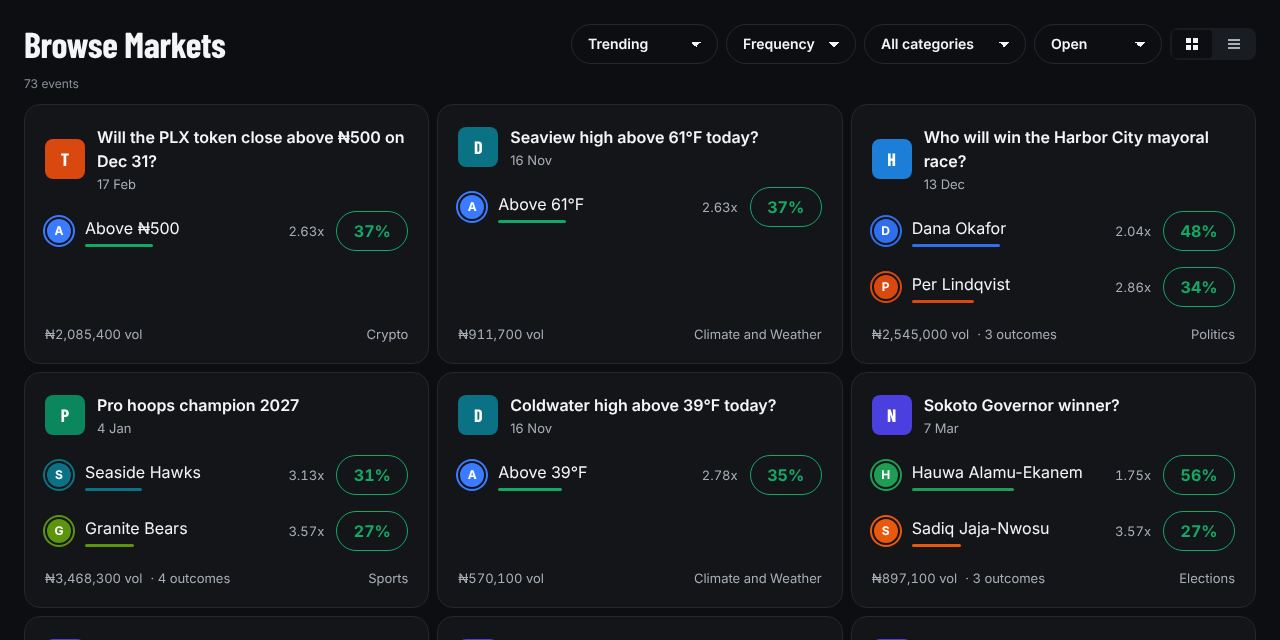 Browse Markets
Trending
Frequency
All categories
Open
73 events
T
Will the PLX token close above ₦500 on
Dec 31?
17 Feb
A
Above ₦500
2.63x
37%
₦2,085,400 vol
Crypto
D
Seaview high above 61°F today?
16 Nov
A
Above 61°F
2.63x
37%
₦911,700 vol
Climate and Weather
H
Who will win the Harbor City mayoral
race?
13 Dec
D
Dana Okafor
2.04x
48%
P
Per Lindqvist
2.86x
34%
₦2,545,000 vol · 3 outcomes
Politics
P
Pro hoops champion 2027
4 Jan
S
Seaside Hawks
3.13x
31%
G
Granite Bears
3.57x
27%
₦3,468,300 vol · 4 outcomes
Sports
D
Coldwater high above 39°F today?
16 Nov
A
Above 39°F
2.78x
35%
₦570,100 vol
Climate and Weather
N
Sokoto Governor winner?
7 Mar
H
Hauwa Alamu-Ekanem
1.75x
56%
S
Sadiq Jaja-Nwosu
3.57x
27%
₦897,100 vol · 3 outcomes
Elections